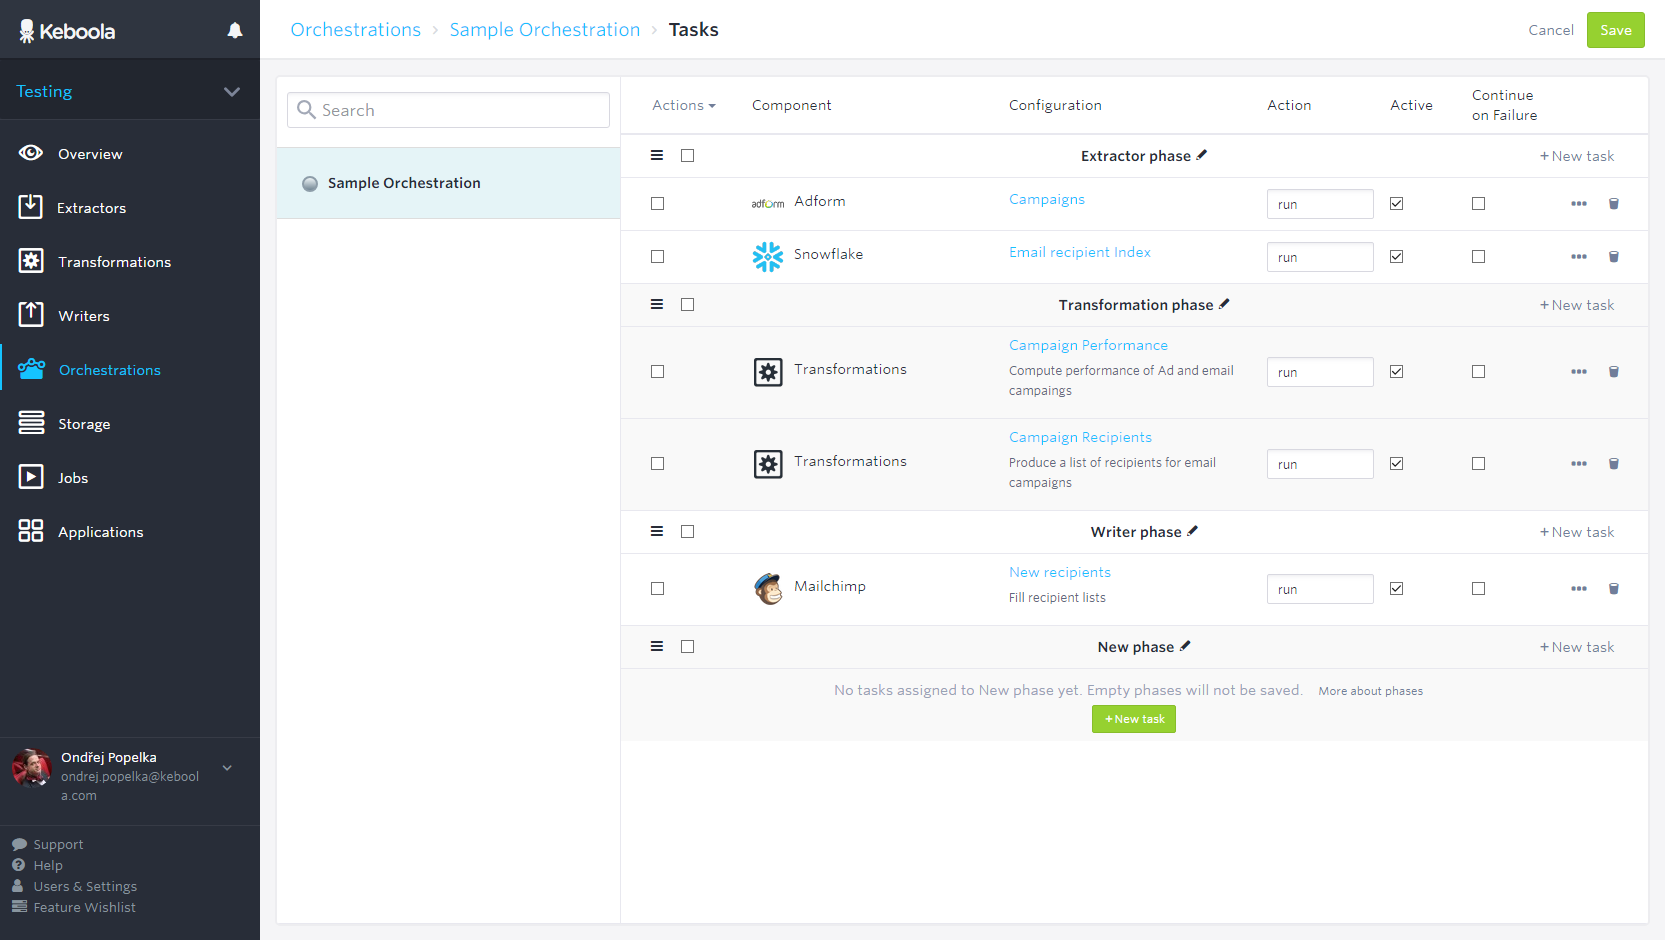 Keboola
Testing
Overview
Extractors
Transformations
Writers
Orchestrations
Storage
Jobs
Applications
Ondřej Popelka
ondrej.popelka@kebool
a.com
Support
Help
Users & Settings
Feature Wishlist
Orchestrations › Sample Orchestration › Tasks
Cancel Save
Search
Sample Orchestration
Actions Component Configuration Action Active Continue
on Failure
Extractor phase + New task
adform Adform Campaigns run
Snowflake Email recipient Index run
Transformation phase + New task
Transformations Campaign Performance run
Compute performance of Ad and email
campaings
Transformations Campaign Recipients run
Produce a list of recipients for email
campaigns
Writer phase + New task
Mailchimp New recipients run
Fill recipient lists
New phase + New task
No tasks assigned to New phase yet. Empty phases will not be saved. More about phases
+ New task